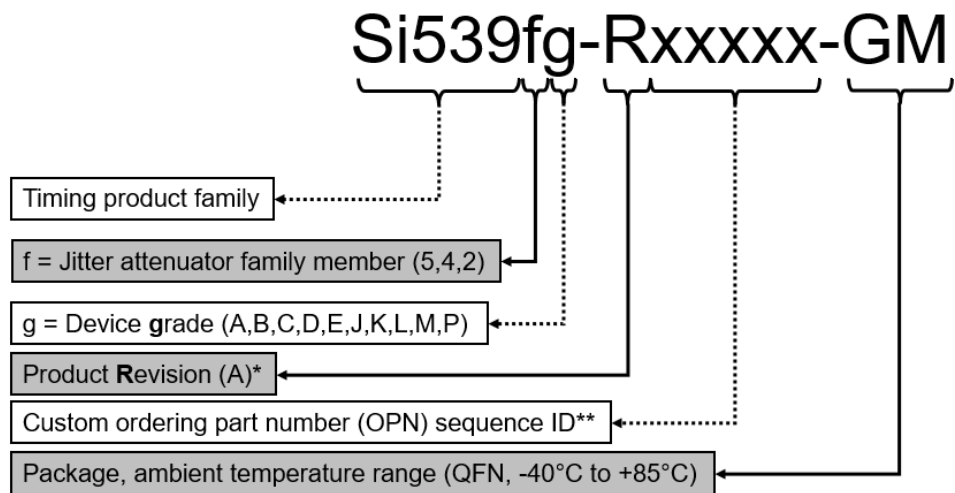 Si539fg-Rxxxxx-GM
Timing product family
f = Jitter attenuator family member (5,4,2)
g = Device grade (A,B,C,D,E,J,K,L,M,P)
Product Revision (A)*
Custom ordering part number (OPN) sequence ID**
Package, ambient temperature range (QFN, -40°C to +85°C)